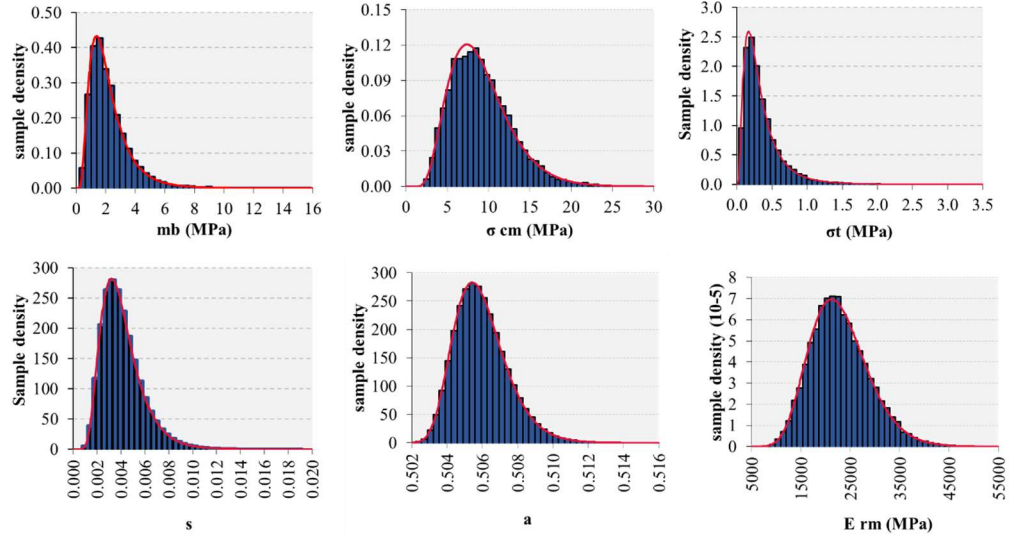 sample deensity
0.50
0.40
0.30
0.20
0.10
0.00
0 2 4 6 8 10 12 14 16
mb (MPa)
sample density
0.15
0.12
0.09
0.06
0.03
0.00
0 5 10 15 20 25 30
σ cm (MPa)
Sample density
3.0
2.5
2.0
1.5
1.0
0.5
0.0
0.0 0.5 1.0 1.5 2.0 2.5 3.0 3.5
σt (MPa)
Sample density
300
250
200
150
100
50
0
0.000 0.002 0.004 0.006 0.008 0.010 0.012 0.014 0.016 0.018 0.020
s
sample density
300
250
200
150
100
50
0
0.502 0.504 0.506 0.508 0.510 0.512 0.514 0.516
a
sample density (10-5)
8
7
6
5
4
3
2
1
0
5000 15000 25000 35000 45000 55000
E rm (MPa)